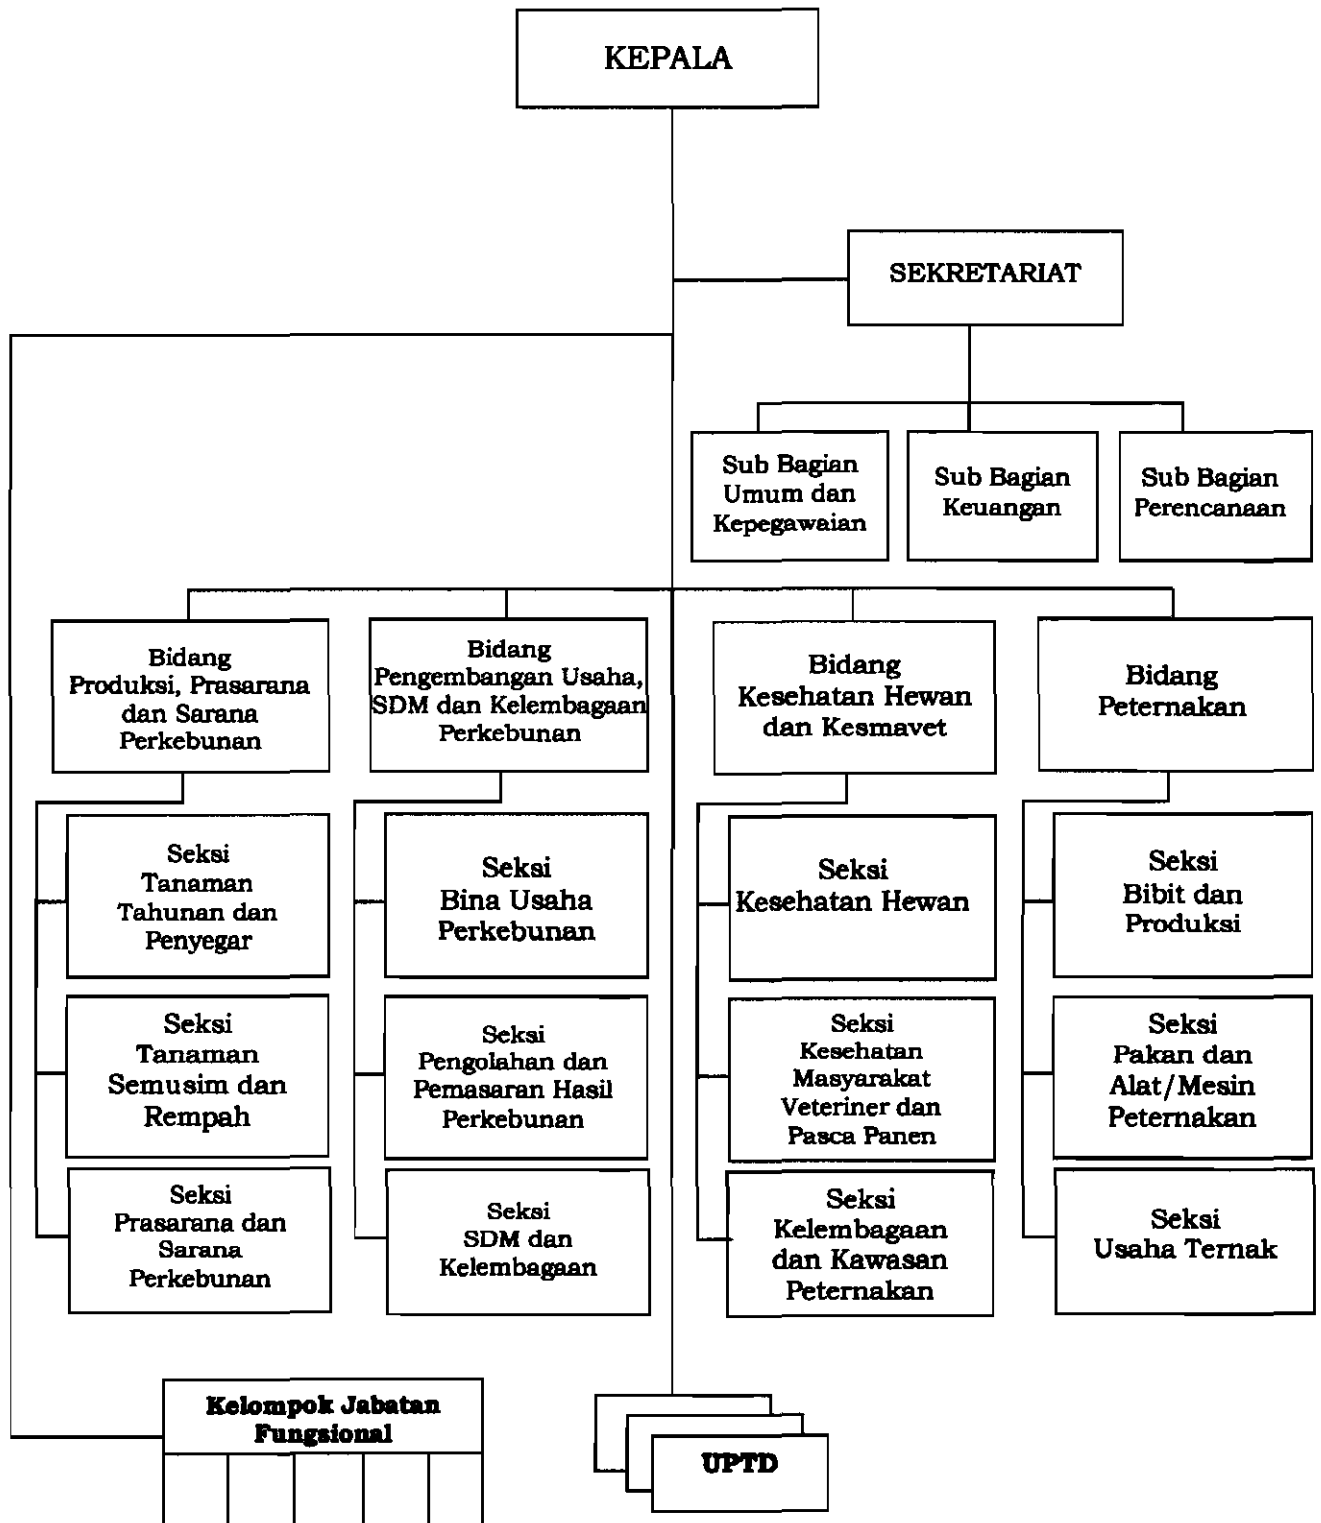 KEPALA
SEKRETARIAT
Sub Bagian
Umum dan
Kepegawaian
Sub Bagian
Keuangan
Sub Bagian
Perencanaan
Bidang
Produksi, Prasarana
dan Sarana
Perkebunan
Bidang
Pengembangan Usaha,
SDM dan Kelembagaan
Perkebunan
Bidang
Kesehatan Hewan
dan Kesmavet
Bidang
Peternakan
Seksi
Tanaman
Tahunan dan
Penyegar
Seksi
Bina Usaha
Perkebunan
Seksi
Kesehatan Hewan
Seksi
Bibit dan
Produksi
Seksi
Tanaman
Semusim dan
Rempah
Seksi
Pengolahan dan
Pemasaran Hasil
Perkebunan
Seksi
Kesehatan
Masyarakat
Veteriner dan
Pasca Panen
Seksi
Pakan dan
Alat/Mesin
Peternakan
Seksi
Prasarana dan
Sarana
Perkebunan
Seksi
SDM dan
Kelembagaan
Seksi
Kelembagaan
dan Kawasan
Peternakan
Seksi
Usaha Ternak
Kelompok Jabatan
Fungsional
UPTD